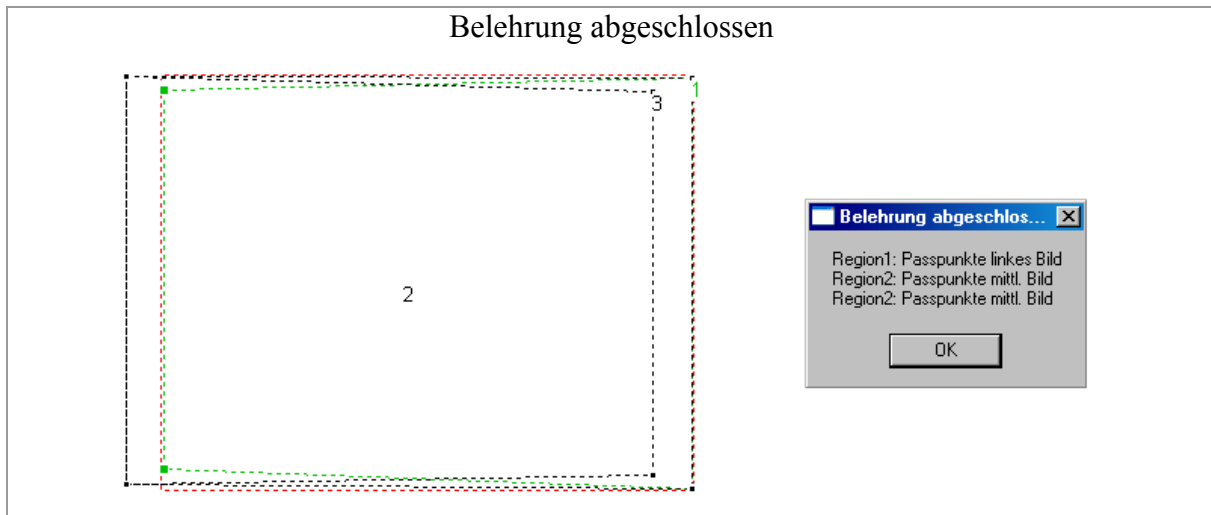 Belehrung abgeschlossen
1
3
2
Belehrung abgeschlos...
Region1: Passpunkte linkes Bild
Region2: Passpunkte mittl. Bild
Region2: Passpunkte mittl. Bild
OK